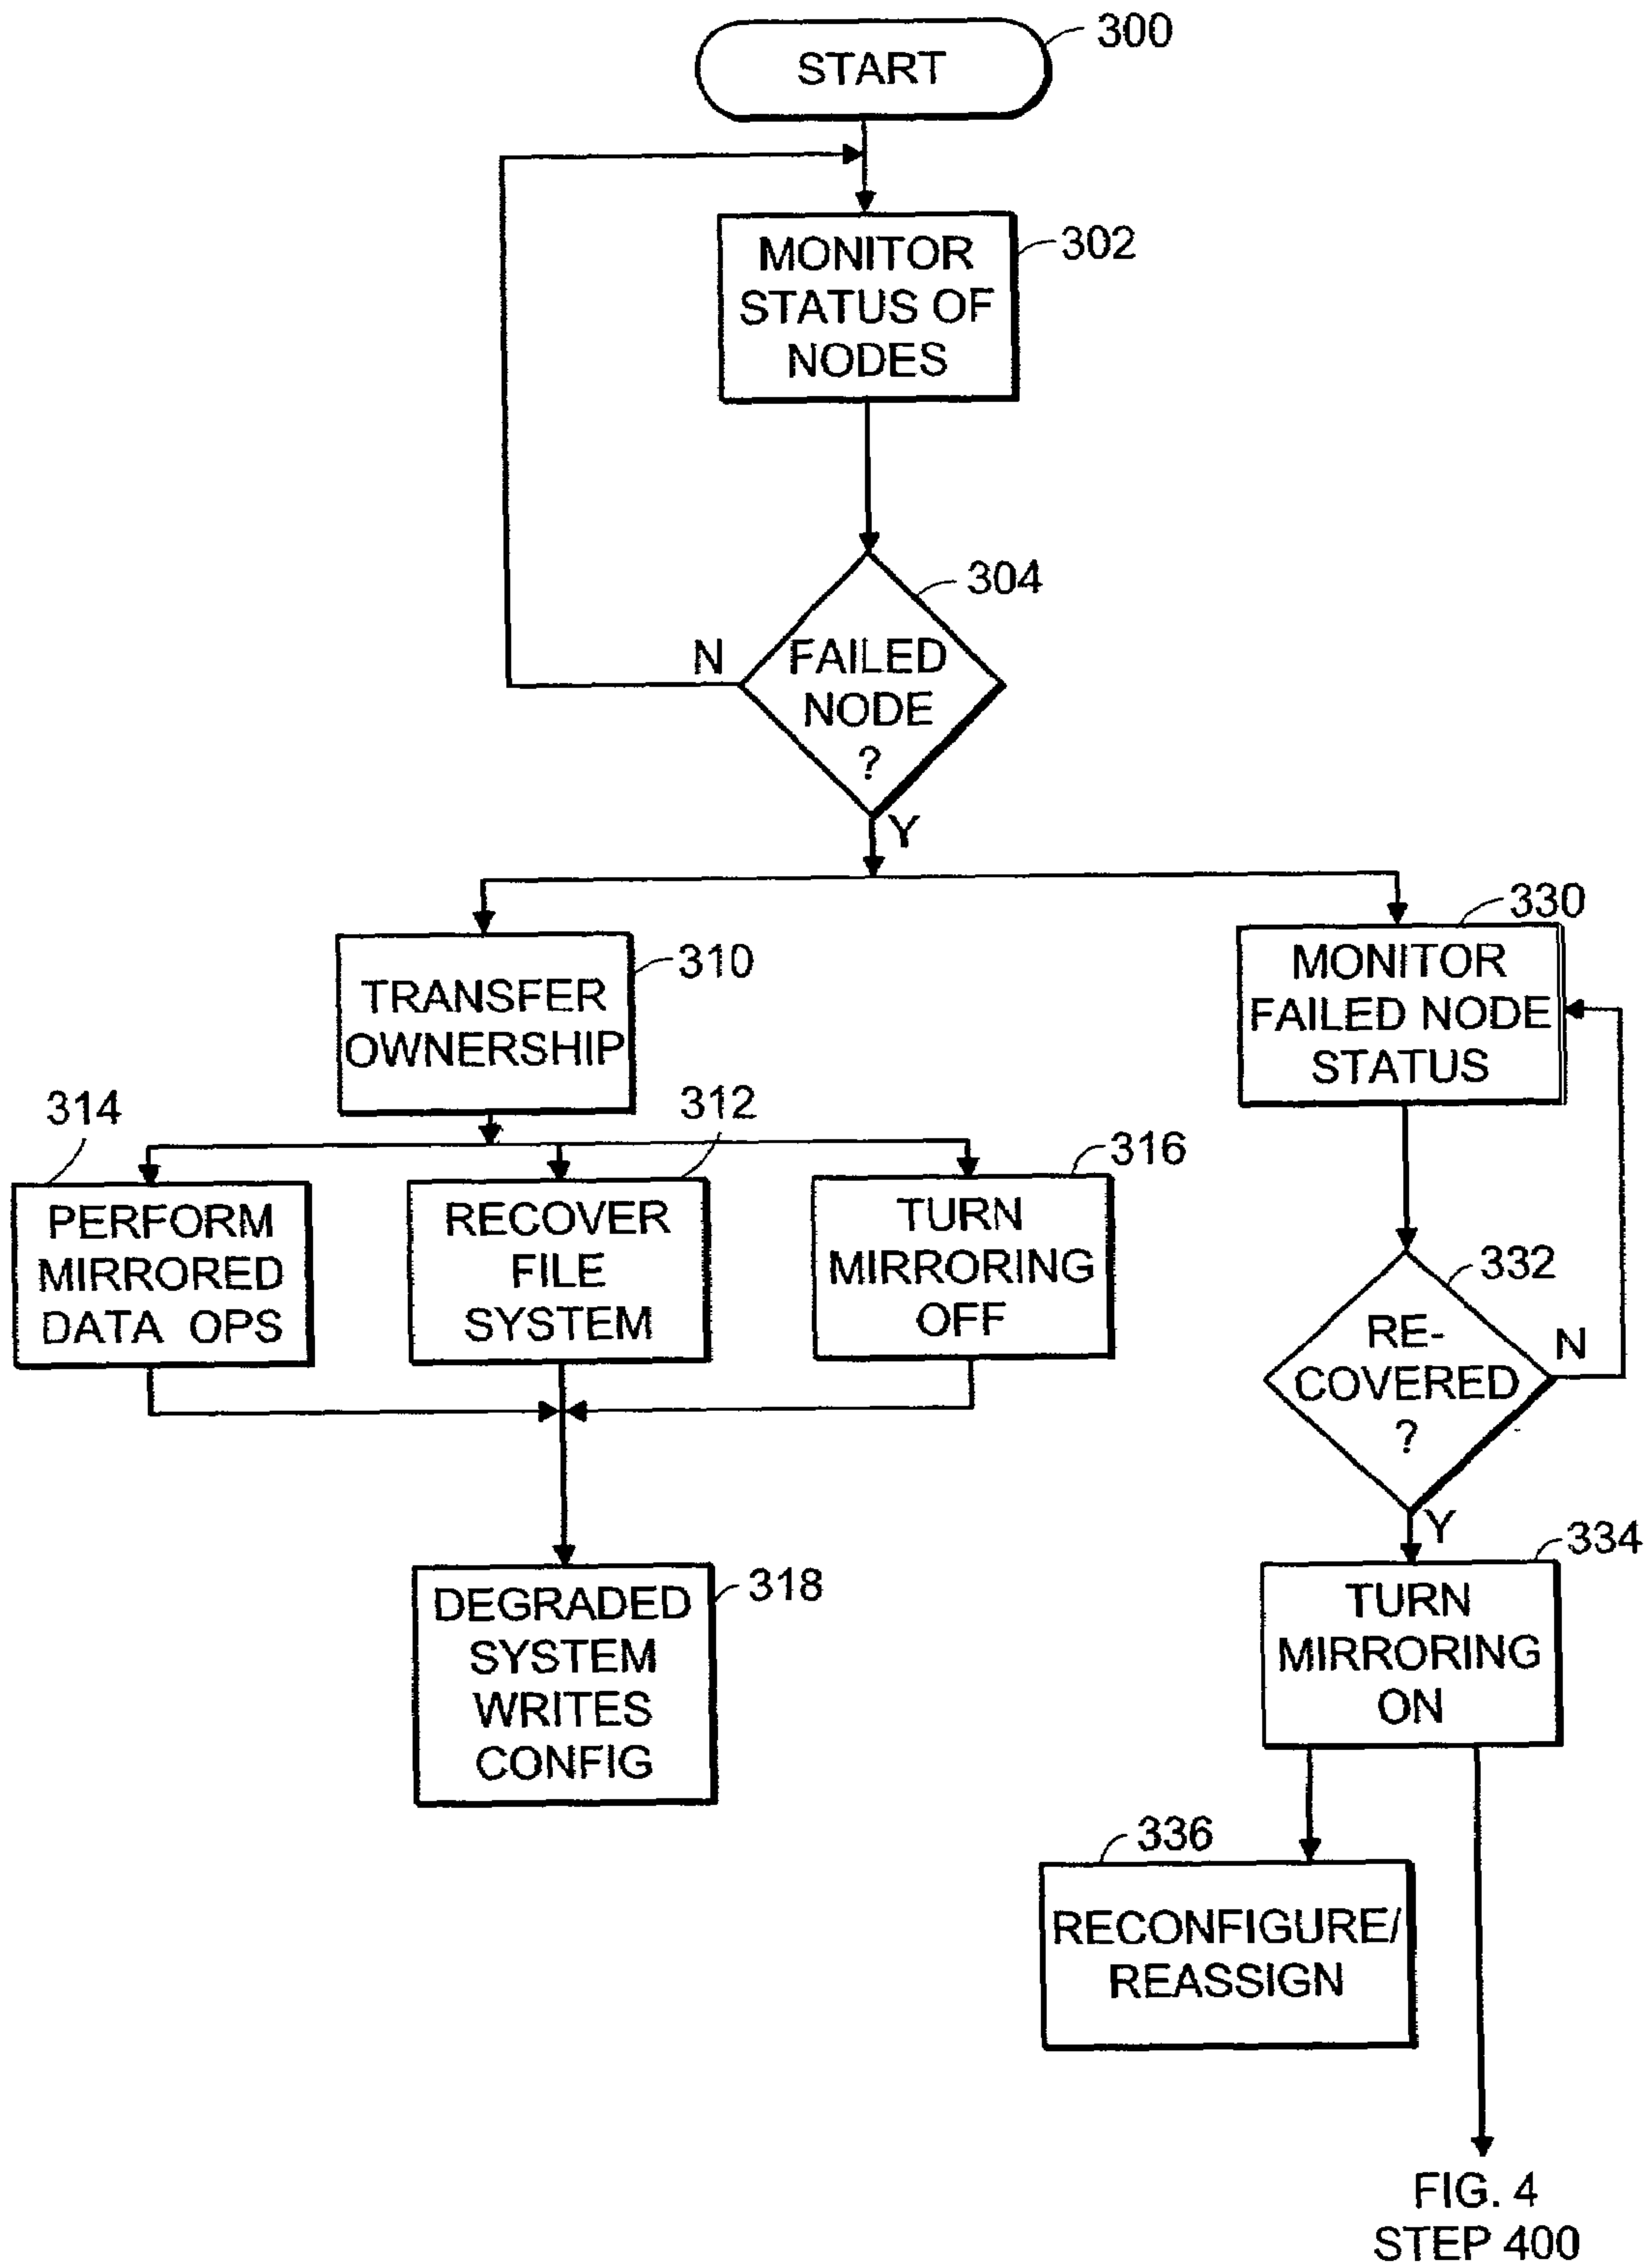 START
300
MONITOR
STATUS OF
NODES
302
304
FAILED
NODE
?
N
Y
310
TRANSFER
OWNERSHIP
330
MONITOR
FAILED NODE
STATUS
314
PERFORM
MIRRORED
DATA OPS
312
RECOVER
FILE
SYSTEM
316
TURN
MIRRORING
OFF
332
RE-
COVERED
?
N
Y
318
DEGRADED
SYSTEM
WRITES
CONFIG
334
TURN
MIRRORING
ON
336
RECONFIGURE/
REASSIGN
FIG. 4
STEP 400